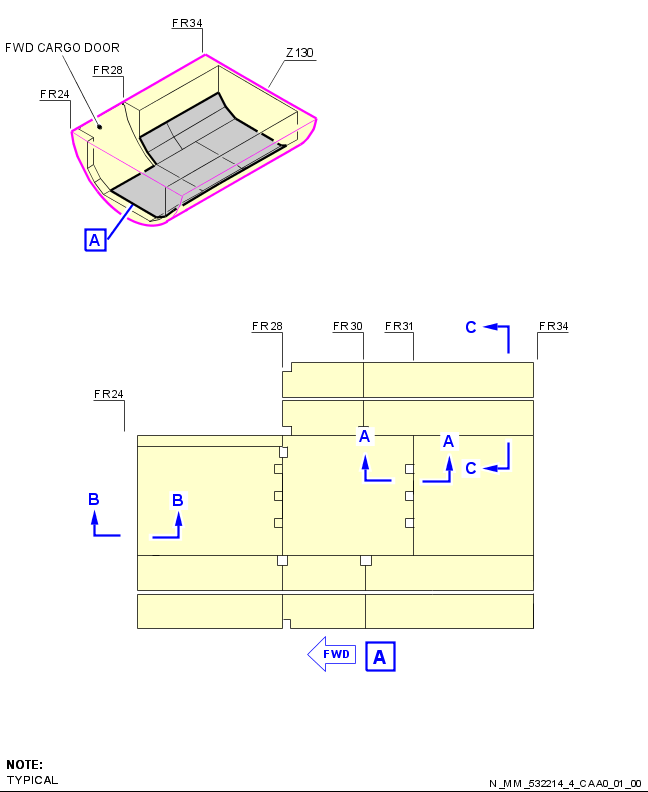 FR34
FWD CARGO DOOR
Z130
FR28
FR24
A
FR28
FR30
FR31
C
FR34
FR24
A
A
C
B
B
FWD
A
NOTE:
TYPICAL
N_MM_532214_4_CAA0_01_00